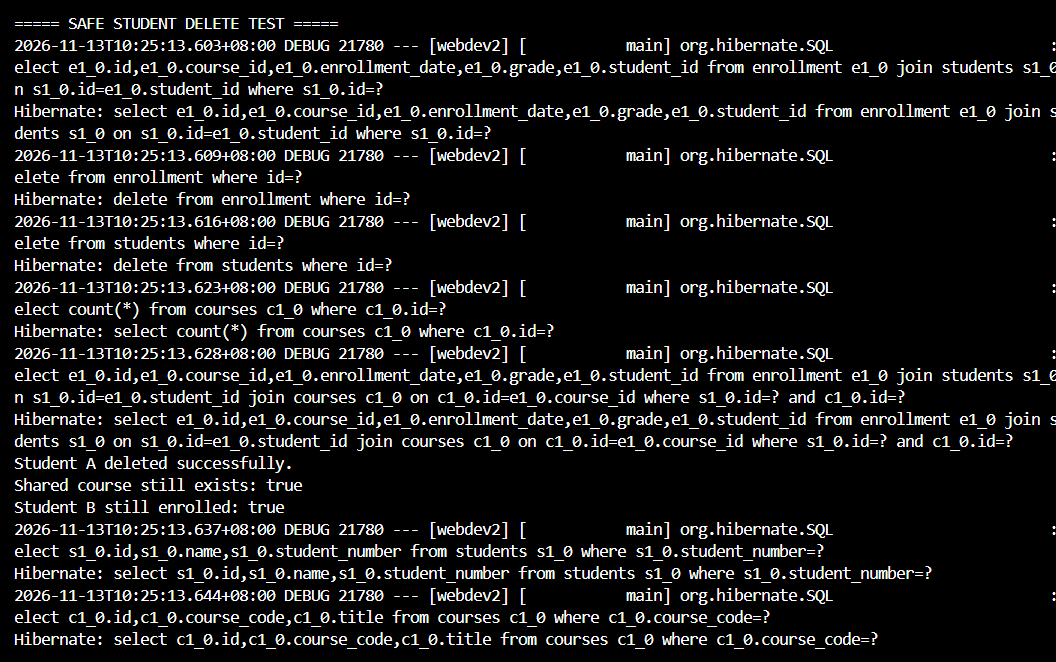 ===== SAFE STUDENT DELETE TEST =====
2026-11-13T10:25:13.603+08:00 DEBUG 21780 --- [webdev2] [           main] org.hibernate.SQL                        :
elect e1_0.id,e1_0.course_id,e1_0.enrollment_date,e1_0.grade,e1_0.student_id from enrollment e1_0 join students s1_0
n s1_0.id=e1_0.student_id where s1_0.id=?
Hibernate: select e1_0.id,e1_0.course_id,e1_0.enrollment_date,e1_0.grade,e1_0.student_id from enrollment e1_0 join s
dents s1_0 on s1_0.id=e1_0.student_id where s1_0.id=?
2026-11-13T10:25:13.609+08:00 DEBUG 21780 --- [webdev2] [           main] org.hibernate.SQL                        :
elete from enrollment where id=?
Hibernate: delete from enrollment where id=?
2026-11-13T10:25:13.616+08:00 DEBUG 21780 --- [webdev2] [           main] org.hibernate.SQL                        :
elete from students where id=?
Hibernate: delete from students where id=?
2026-11-13T10:25:13.623+08:00 DEBUG 21780 --- [webdev2] [           main] org.hibernate.SQL                        :
elect count(*) from courses c1_0 where c1_0.id=?
Hibernate: select count(*) from courses c1_0 where c1_0.id=?
2026-11-13T10:25:13.628+08:00 DEBUG 21780 --- [webdev2] [           main] org.hibernate.SQL                        :
elect e1_0.id,e1_0.course_id,e1_0.enrollment_date,e1_0.grade,e1_0.student_id from enrollment e1_0 join students s1_0
n s1_0.id=e1_0.student_id join courses c1_0 on c1_0.id=e1_0.course_id where s1_0.id=? and c1_0.id=?
Hibernate: select e1_0.id,e1_0.course_id,e1_0.enrollment_date,e1_0.grade,e1_0.student_id from enrollment e1_0 join s
dents s1_0 on s1_0.id=e1_0.student_id join courses c1_0 on c1_0.id=e1_0.course_id where s1_0.id=? and c1_0.id=?
Student A deleted successfully.
Shared course still exists: true
Student B still enrolled: true
2026-11-13T10:25:13.637+08:00 DEBUG 21780 --- [webdev2] [           main] org.hibernate.SQL                        :
elect s1_0.id,s1_0.name,s1_0.student_number from students s1_0 where s1_0.student_number=?
Hibernate: select s1_0.id,s1_0.name,s1_0.student_number from students s1_0 where s1_0.student_number=?
2026-11-13T10:25:13.644+08:00 DEBUG 21780 --- [webdev2] [           main] org.hibernate.SQL                        :
elect c1_0.id,c1_0.course_code,c1_0.title from courses c1_0 where c1_0.course_code=?
Hibernate: select c1_0.id,c1_0.course_code,c1_0.title from courses c1_0 where c1_0.course_code=?